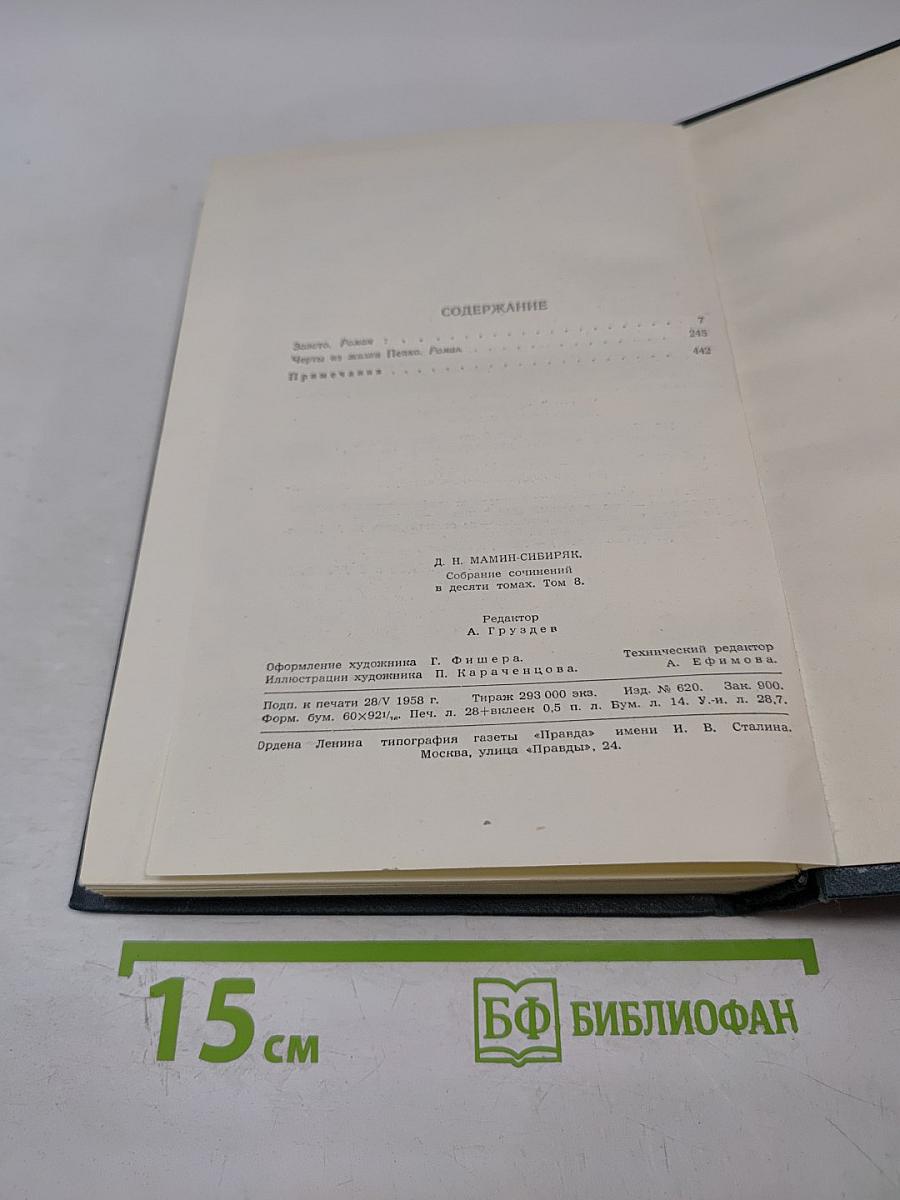 СОДЕРЖАНИЕ
Золото. Роман . . . . . . . . . . . . . . . . . 7
Черты из жизни Пепко. Роман . . . . . . . . . . . . 245
Примечания . . . . . . . . . . . . . . . . . 442
Д. Н. МАМИН-СИБИРЯК.
Собрание сочинений
в десяти томах. Том 8.
Редактор
А. Груздев
Оформление художника Г. Фишера.
Иллюстрации художника П. Караченцова.
Технический редактор
А. Ефимова.
Подп. к печати 28/V 1958 г. Тираж 293 000 экз. Изд. № 620. Зак. 900.
Форм. бум. 60×92¹/₁₆. Печ. л. 28+вклеек 0,5 п. л. Бум. л. 14. У.-и. л. 28,7.
Ордена Ленина типография газеты «Правда» имени И. В. Сталина.
Москва, улица «Правды», 24.
15 см
БФ БИБЛИОФАН